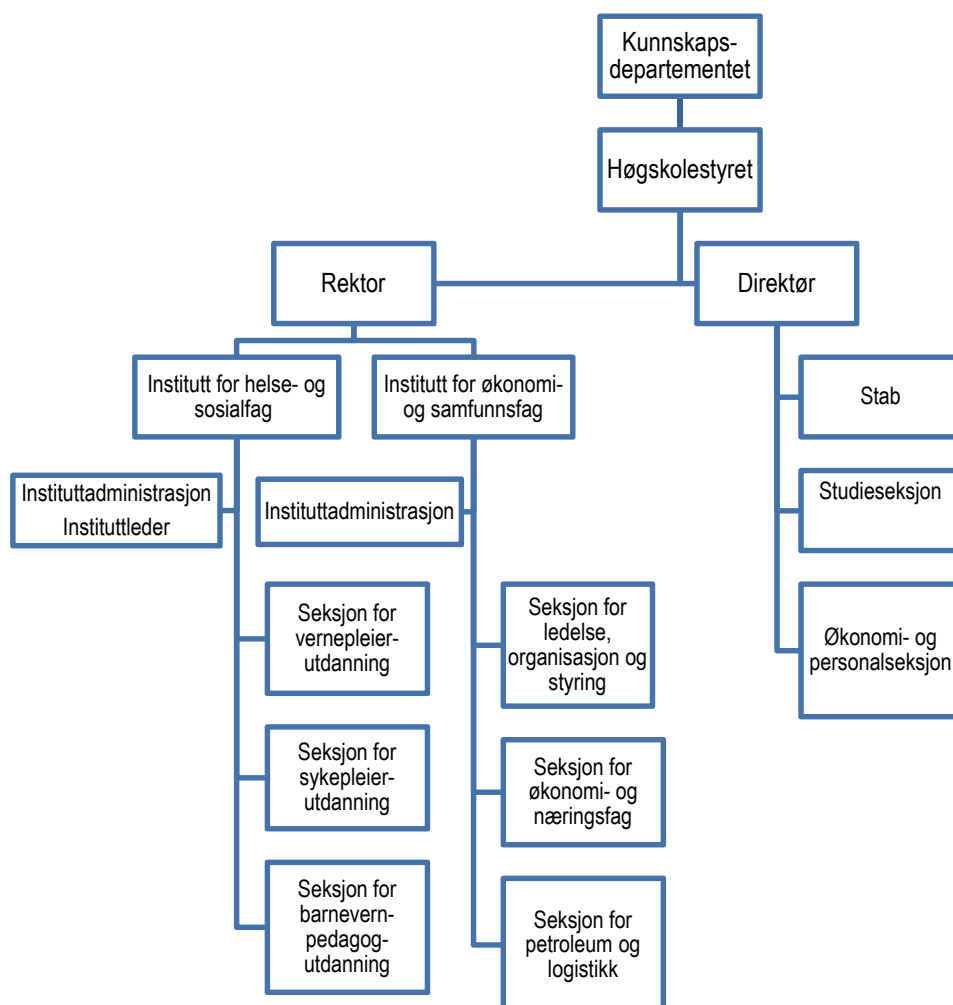 Kunnskaps-
departementet
Høgskolestyret
Rektor
Direktør
Institutt for helse- og
sosialfag
Institutt for økonomi-
og samfunnsfag
Stab
Instituttadministrasjon
Instituttleder
Instituttadministrasjon
Studieseksjon
Seksjon for
vernepleier-
utdanning
Seksjon for
ledelse,
organisasjon og
styring
Økonomi- og
personalseksjon
Seksjon for
sykepleier-
utdanning
Seksjon for
økonomi- og
næringsfag
Seksjon for
barnevern-
pedagog-
utdanning
Seksjon for
petroleum og
logistikk